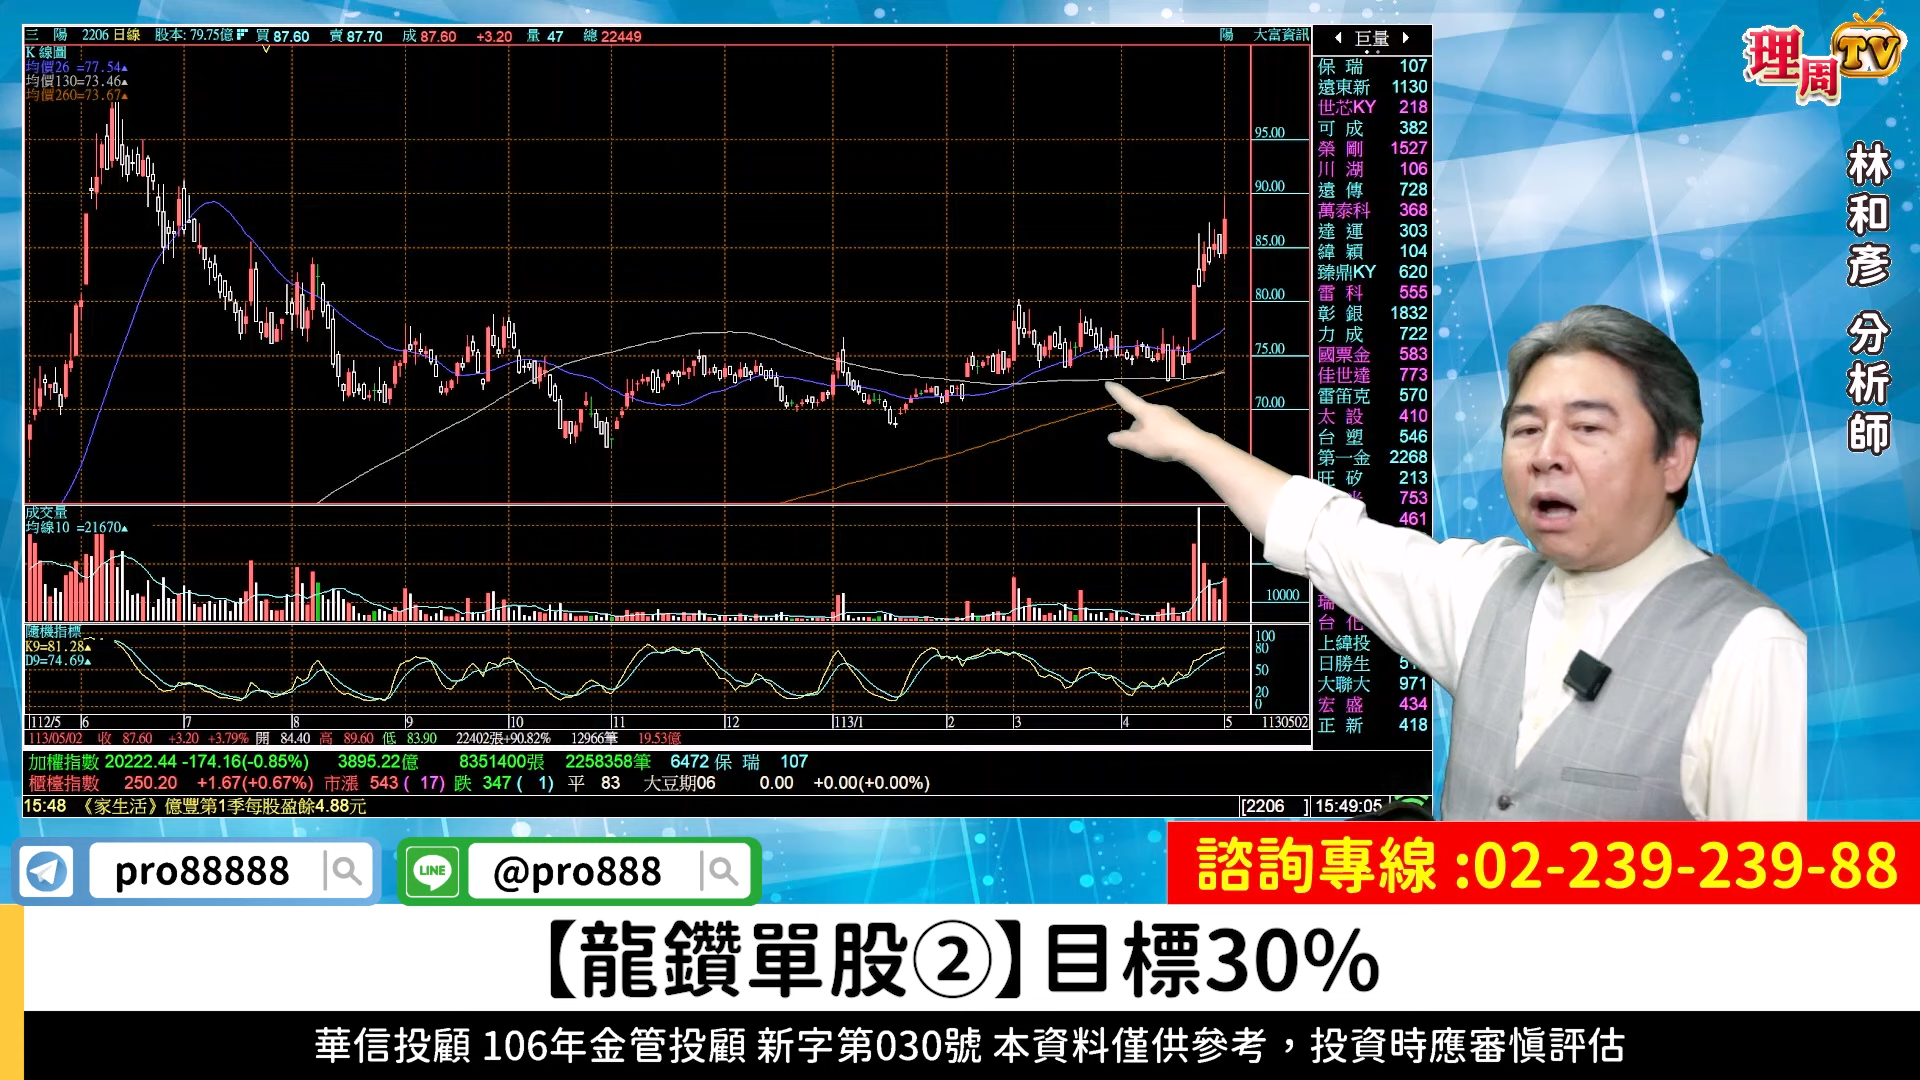 三 陽 2206 日線 股本: 79.75億 買 87.60 賣 87.70 成 87.60 +3.20 量 47 總 22449 陽 大富資訊
K 線圖
均價26 =77.54▲
均價130=73.46▲
均價260=73.67▲
95.00
90.00
85.00
80.00
75.00
70.00
成交量
均線10 =21670▲
10000
隨機指標
K9=81.28▲
D9=74.69▲
100
80
50
20
0
112/5 6 7 8 9 10 11 12 113/1 2 3 4 5 1130502
113/05/02 收 87.60 +3.20 +3.79% 開 84.40 高 89.60 低 83.90 22402張+90.82% 12966筆 19.53億
加權指數 20222.44 -174.16(-0.85%) 3895.22億 8351400張 2258358筆 6472 保 瑞 107
櫃檯指數 250.20 +1.67(+0.67%) 市漲 543 ( 17) 跌 347 ( 1) 平 83 大豆期06 0.00 +0.00(+0.00%)
15:48 《家生活》億豐第1季每股盈餘4.88元
[2206 ] 15:49:05
巨量
保 瑞 107
遠東新 1130
世芯KY 218
可 成 382
榮 剛 1527
川 湖 106
遠 傳 728
萬泰科 368
達 運 303
緯 穎 104
臻鼎KY 620
雷 科 555
彰 銀 1832
力 成 722
國票金 583
佳世達 773
雷笛克 570
太 設 410
台 塑 546
第一金 2268
旺 矽 213
753
461
瑞
台 化
上緯投
日勝生
大聯大 971
宏 盛 434
正 新 418
理周TV
林和彥 分析師
pro88888
LINE
@pro888
諮詢專線 :02-239-239-88
【龍鑽單股②】目標30%
華信投顧 106年金管投顧 新字第030號 本資料僅供參考，投資時應審慎評估